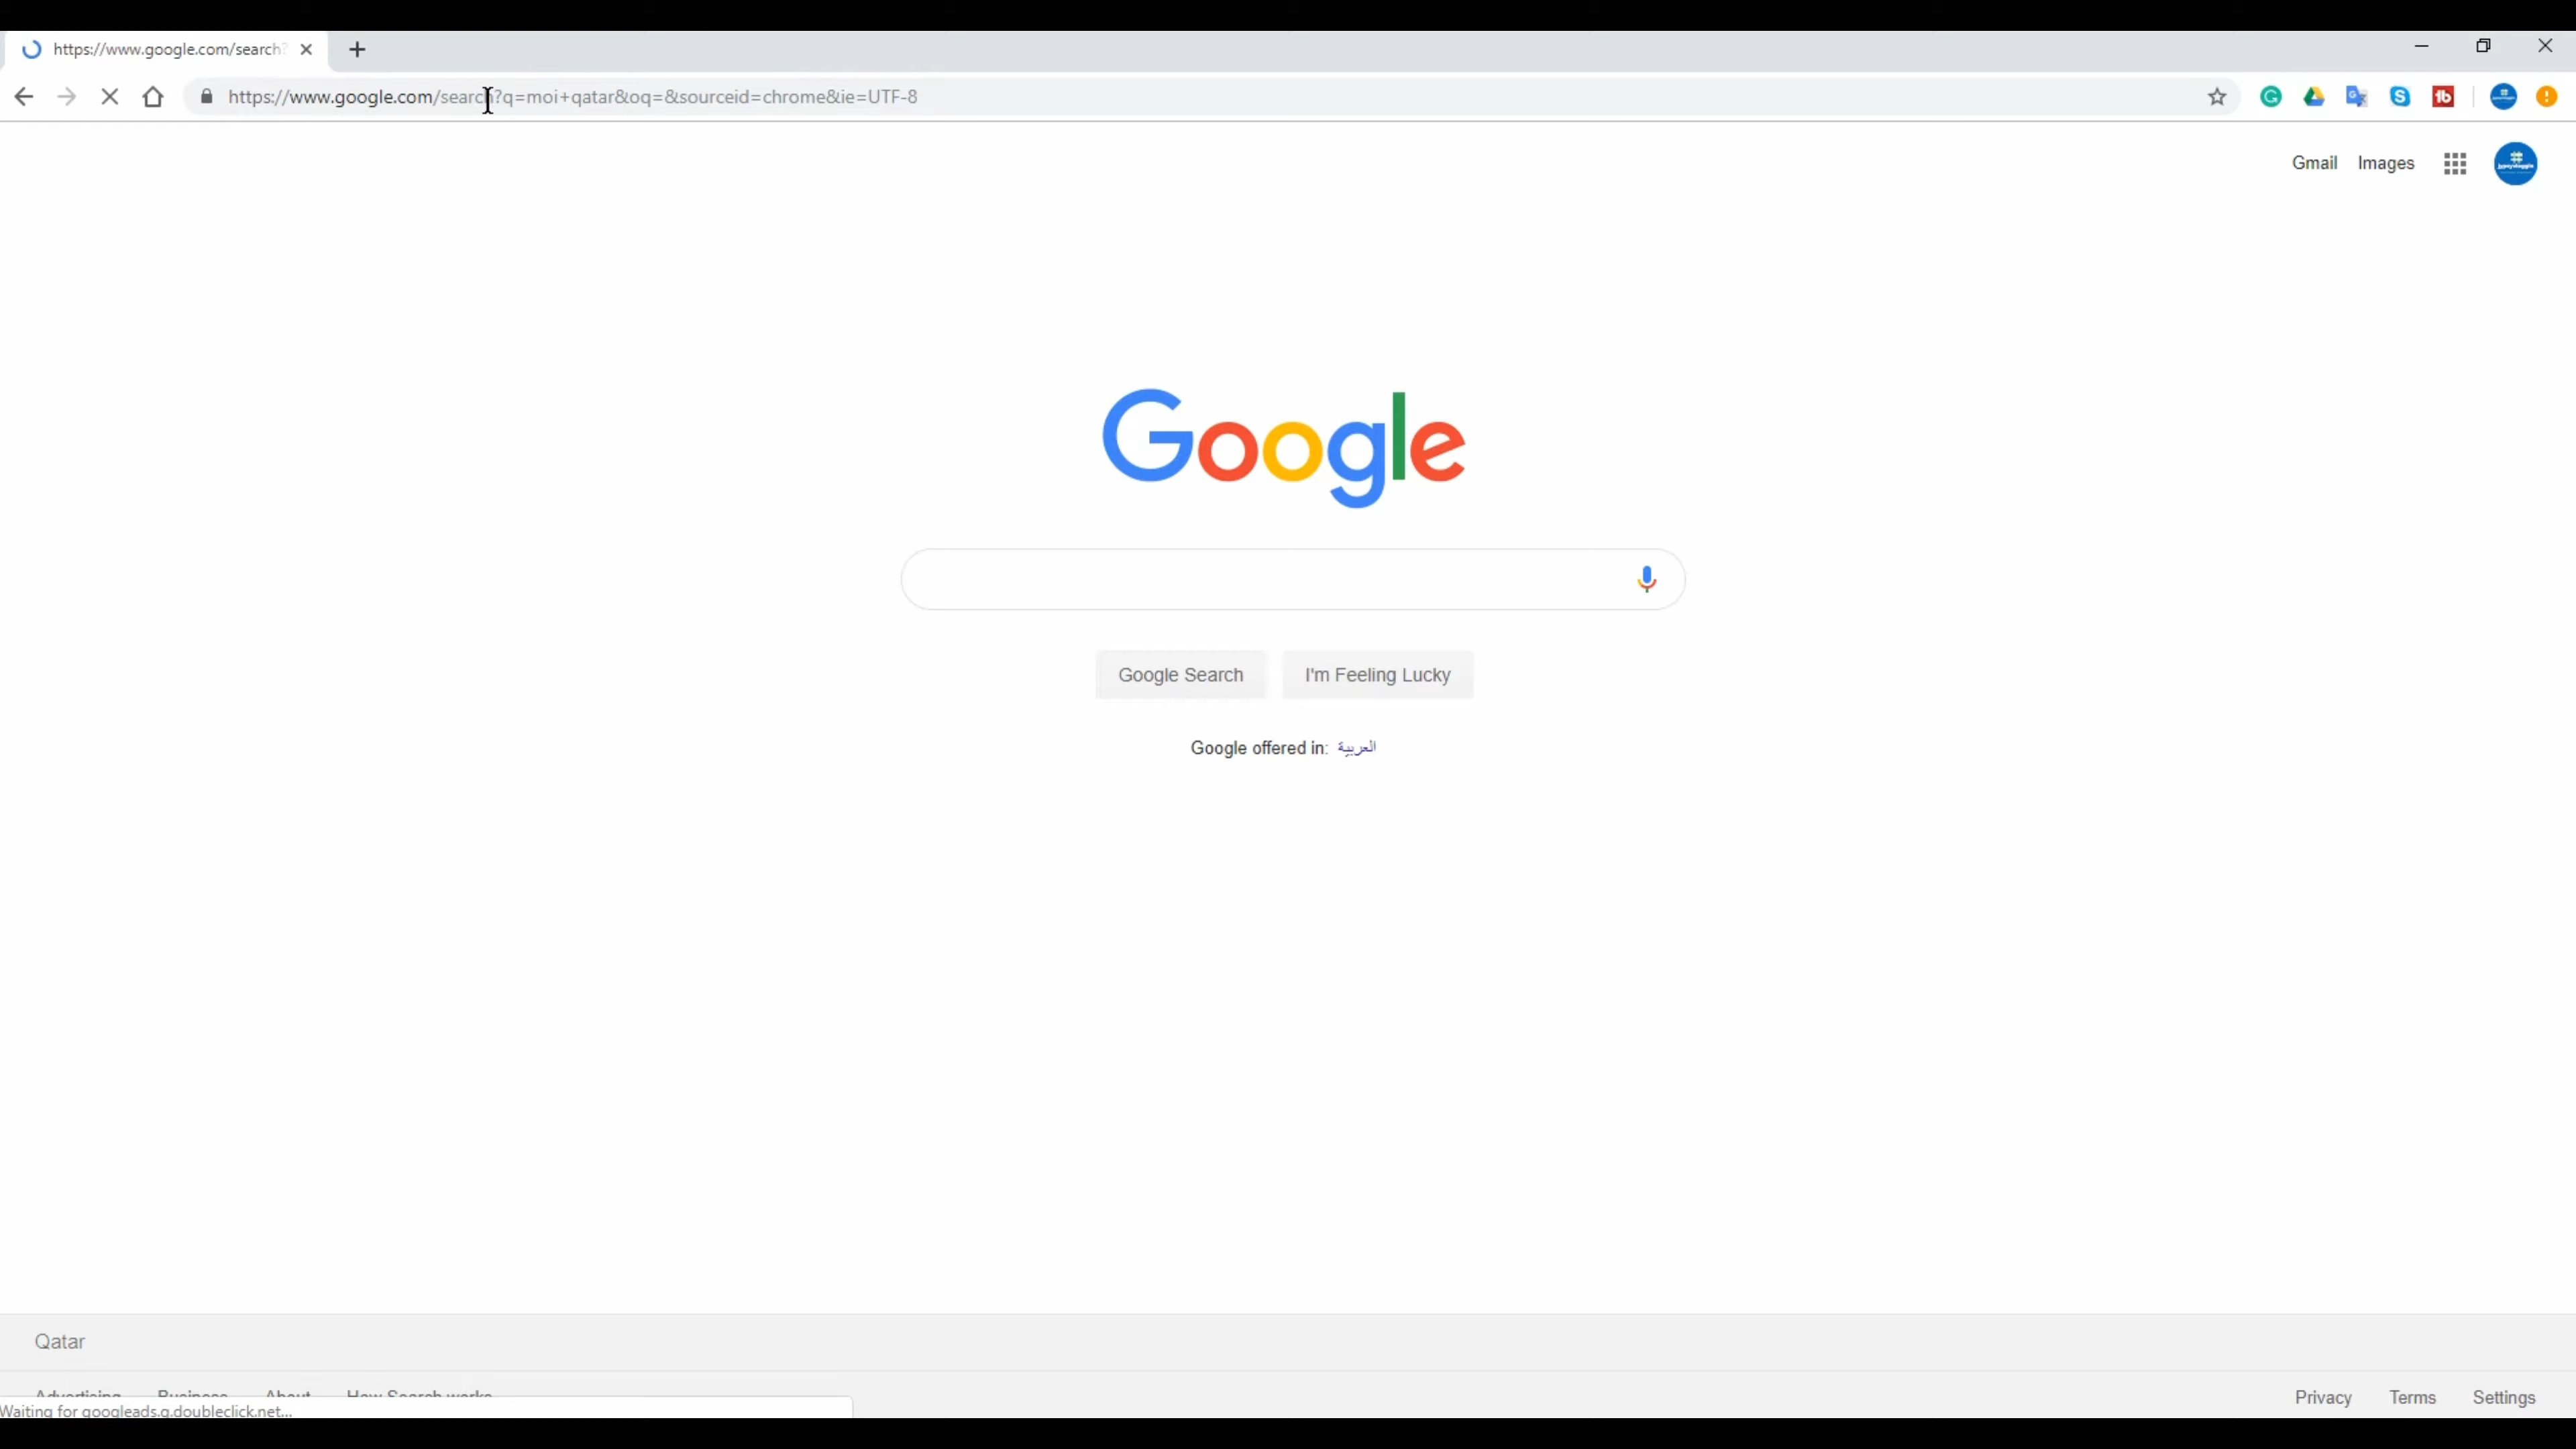 https://www.google.com/search?
https://www.google.com/search?q=moi+qatar&oq=&sourceid=chrome&ie=UTF-8
Gmail Images
Google
Google Search I'm Feeling Lucky
Google offered in: العربية
Qatar
Advertising Business About How Search works
Privacy Terms Settings
Waiting for googleads.g.doubleclick.net...